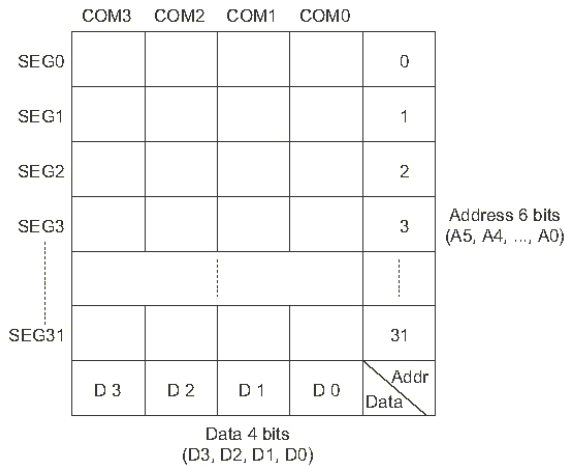 COM3 COM2 COM1 COM0
SEG0 0
SEG1 1
SEG2 2
SEG3 3
Address 6 bits
(A5, A4, ..., A0)
SEG31 31
D 3 D 2 D 1 D 0 Addr
Data
Data 4 bits
(D3, D2, D1, D0)